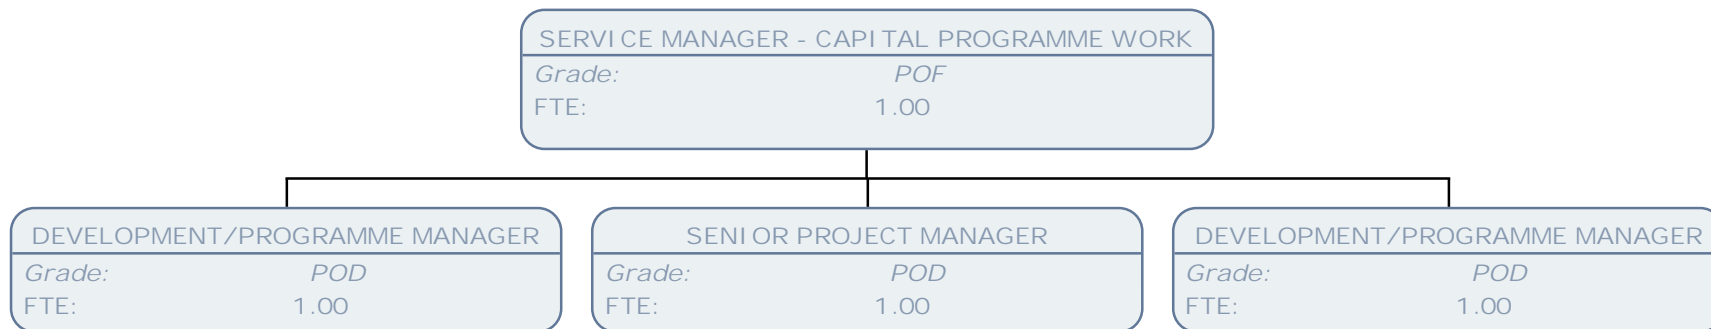 SERVICE MANAGER - CAPITAL PROGRAMME WORK
Grade: POF
FTE: 1.00
DEVELOPMENT/PROGRAMME MANAGER
Grade: POD
FTE: 1.00
SENIOR PROJECT MANAGER
Grade: POD
FTE: 1.00
DEVELOPMENT/PROGRAMME MANAGER
Grade: POD
FTE: 1.00